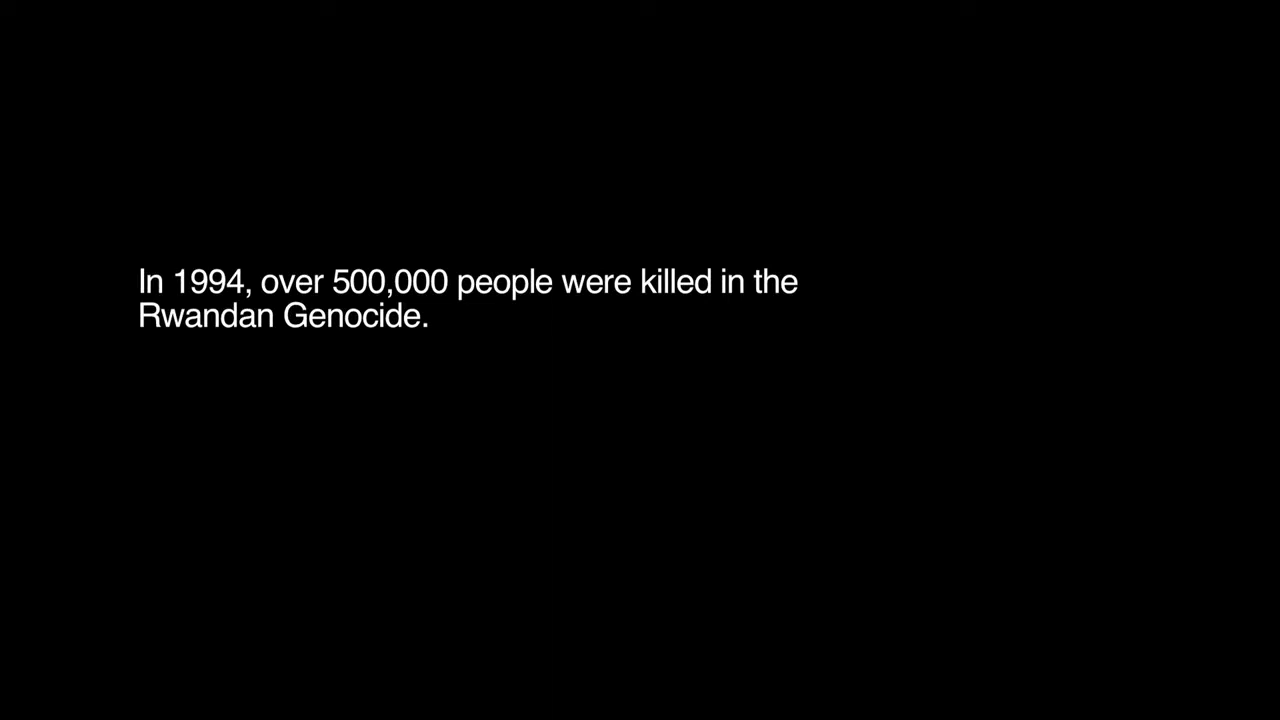 In 1994, over 500,000 people were killed in the
Rwandan Genocide.